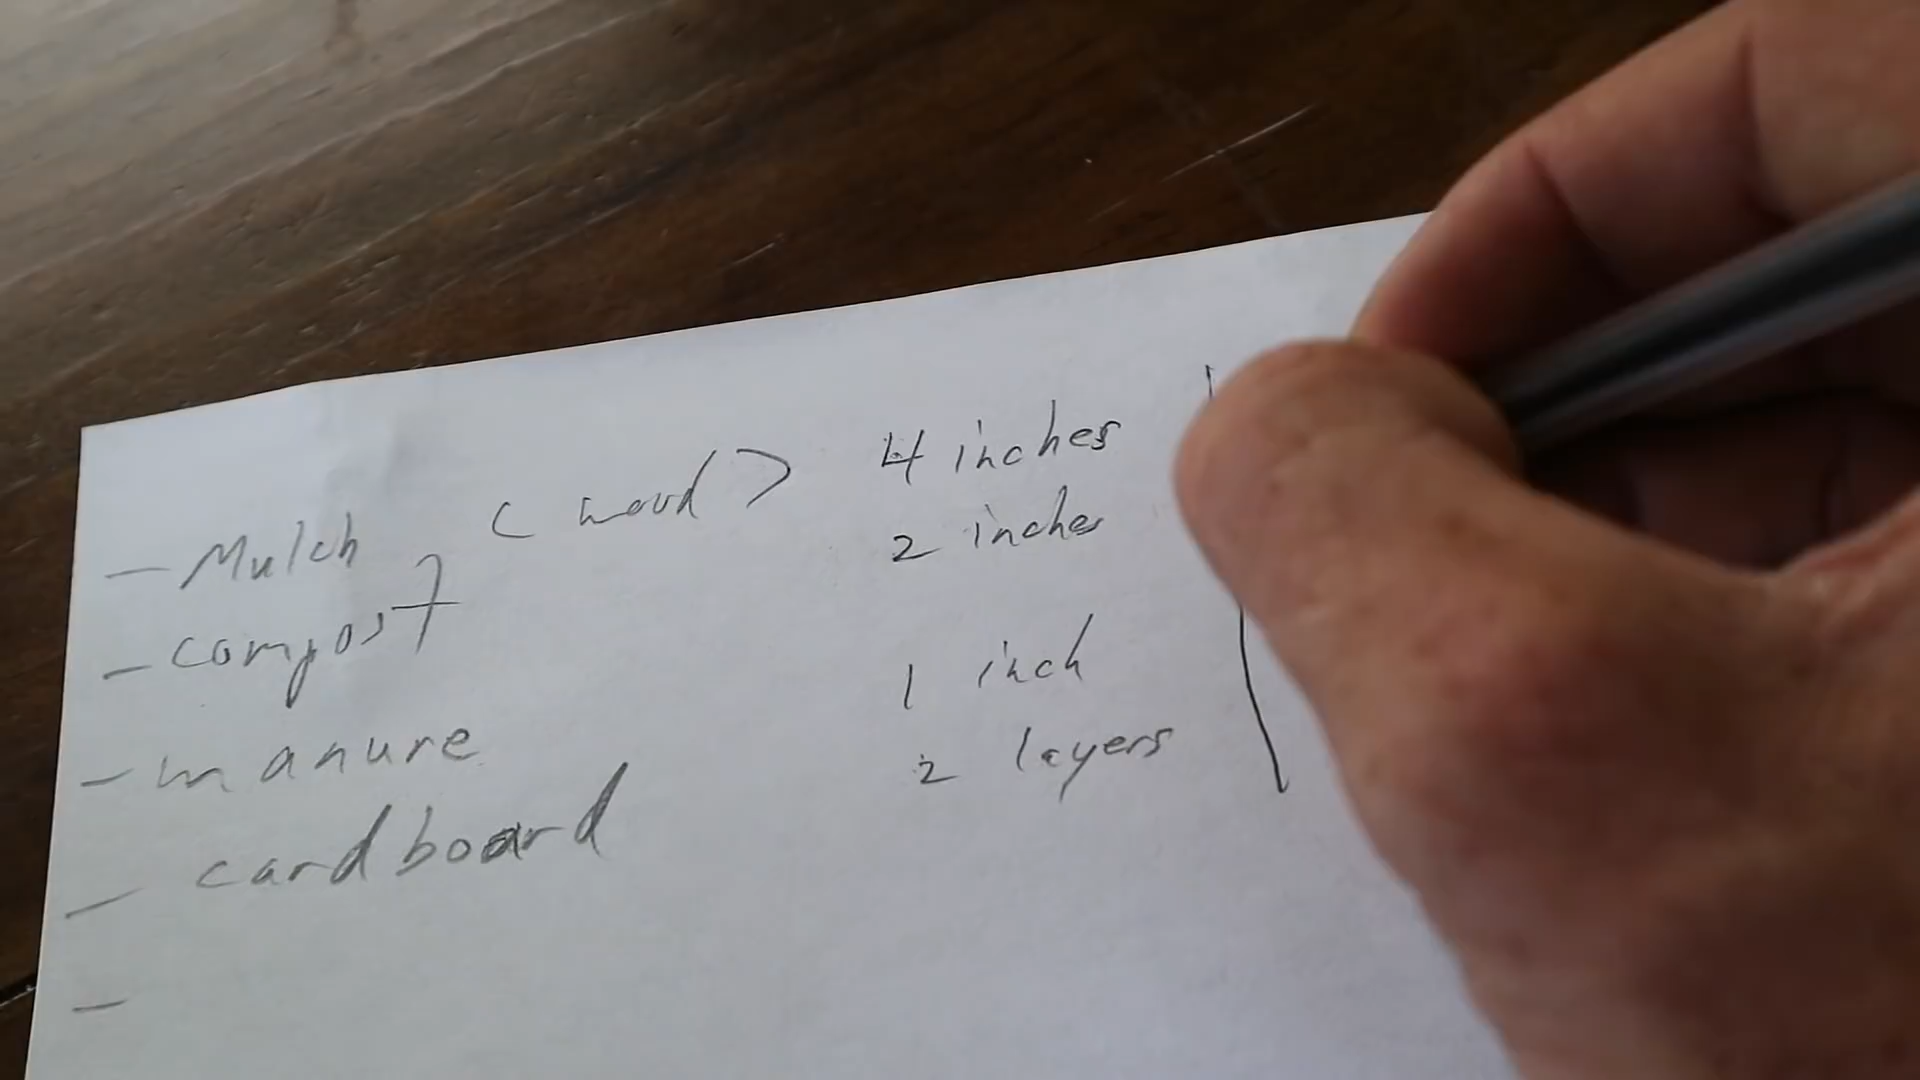 - Mulch (wood) 4 inches
- compost 2 inches
- manure 1 inch
- cardboard 2 layers
-